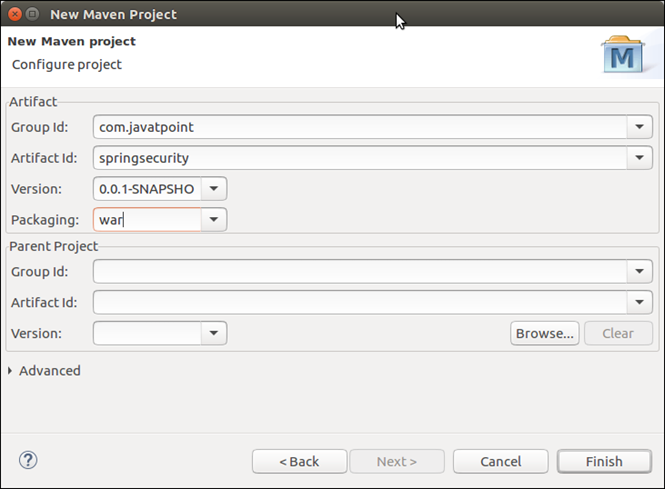 New Maven Project
New Maven project
Configure project
M
Artifact
Group Id: com.javatpoint
Artifact Id: springsecurity
Version: 0.0.1-SNAPSHO
Packaging: war
Parent Project
Group Id:
Artifact Id:
Version: Browse... Clear
Advanced
? < Back Next > Cancel Finish